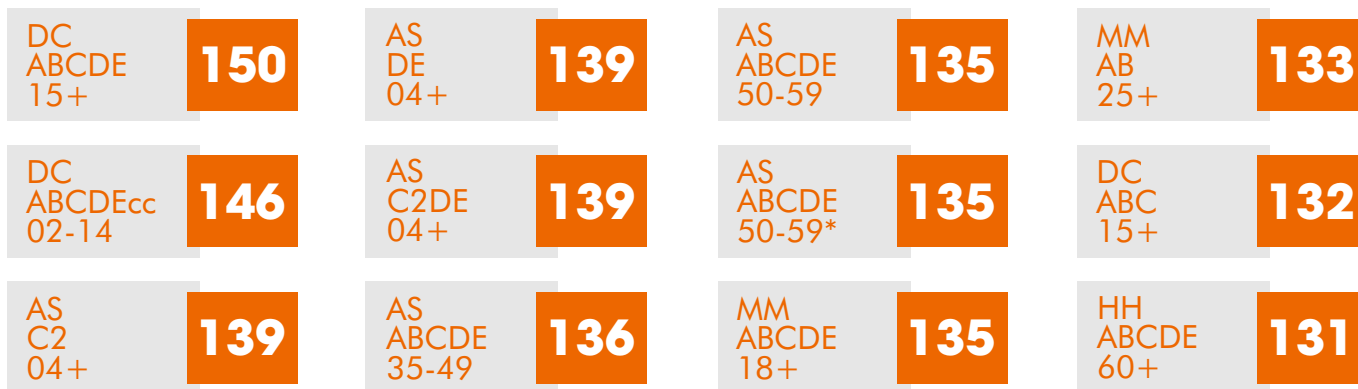 DC
ABCDE
15+
150
AS
DE
04+
139
AS
ABCDE
50-59
135
MM
AB
25+
133
DC
ABCDEcc
02-14
146
AS
C2DE
04+
139
AS
ABCDE
50-59*
135
DC
ABC
15+
132
AS
C2
04+
139
AS
ABCDE
35-49
136
MM
ABCDE
18+
135
HH
ABCDE
60+
131